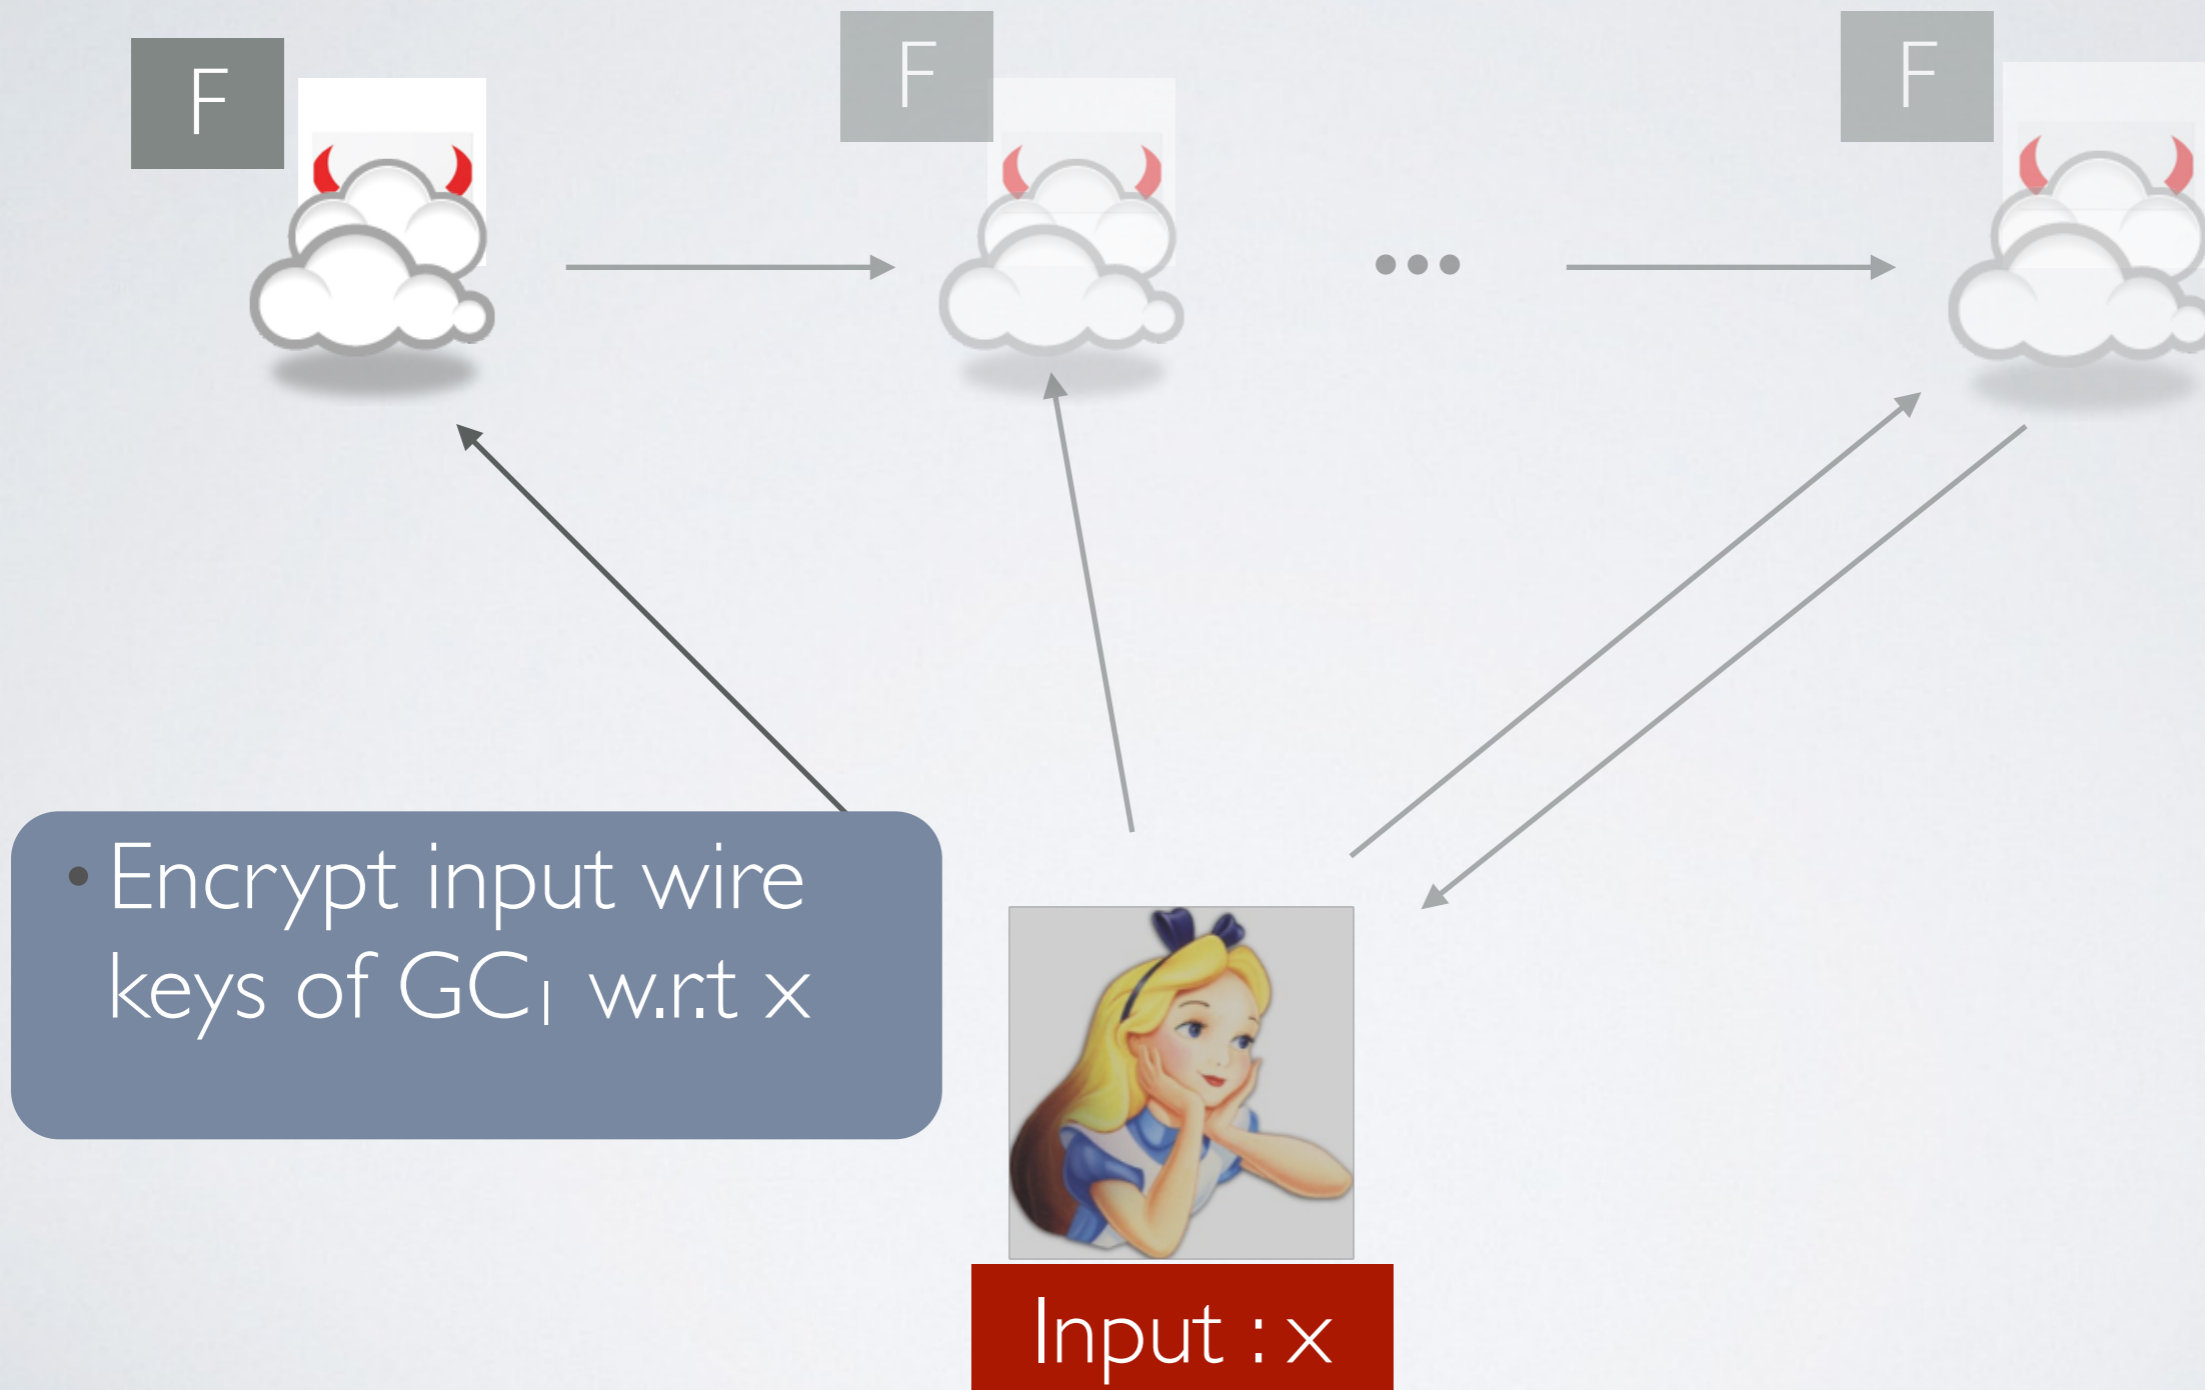 F
F
F
•••
• Encrypt input wire
keys of GC₁ w.r.t x
Input : x